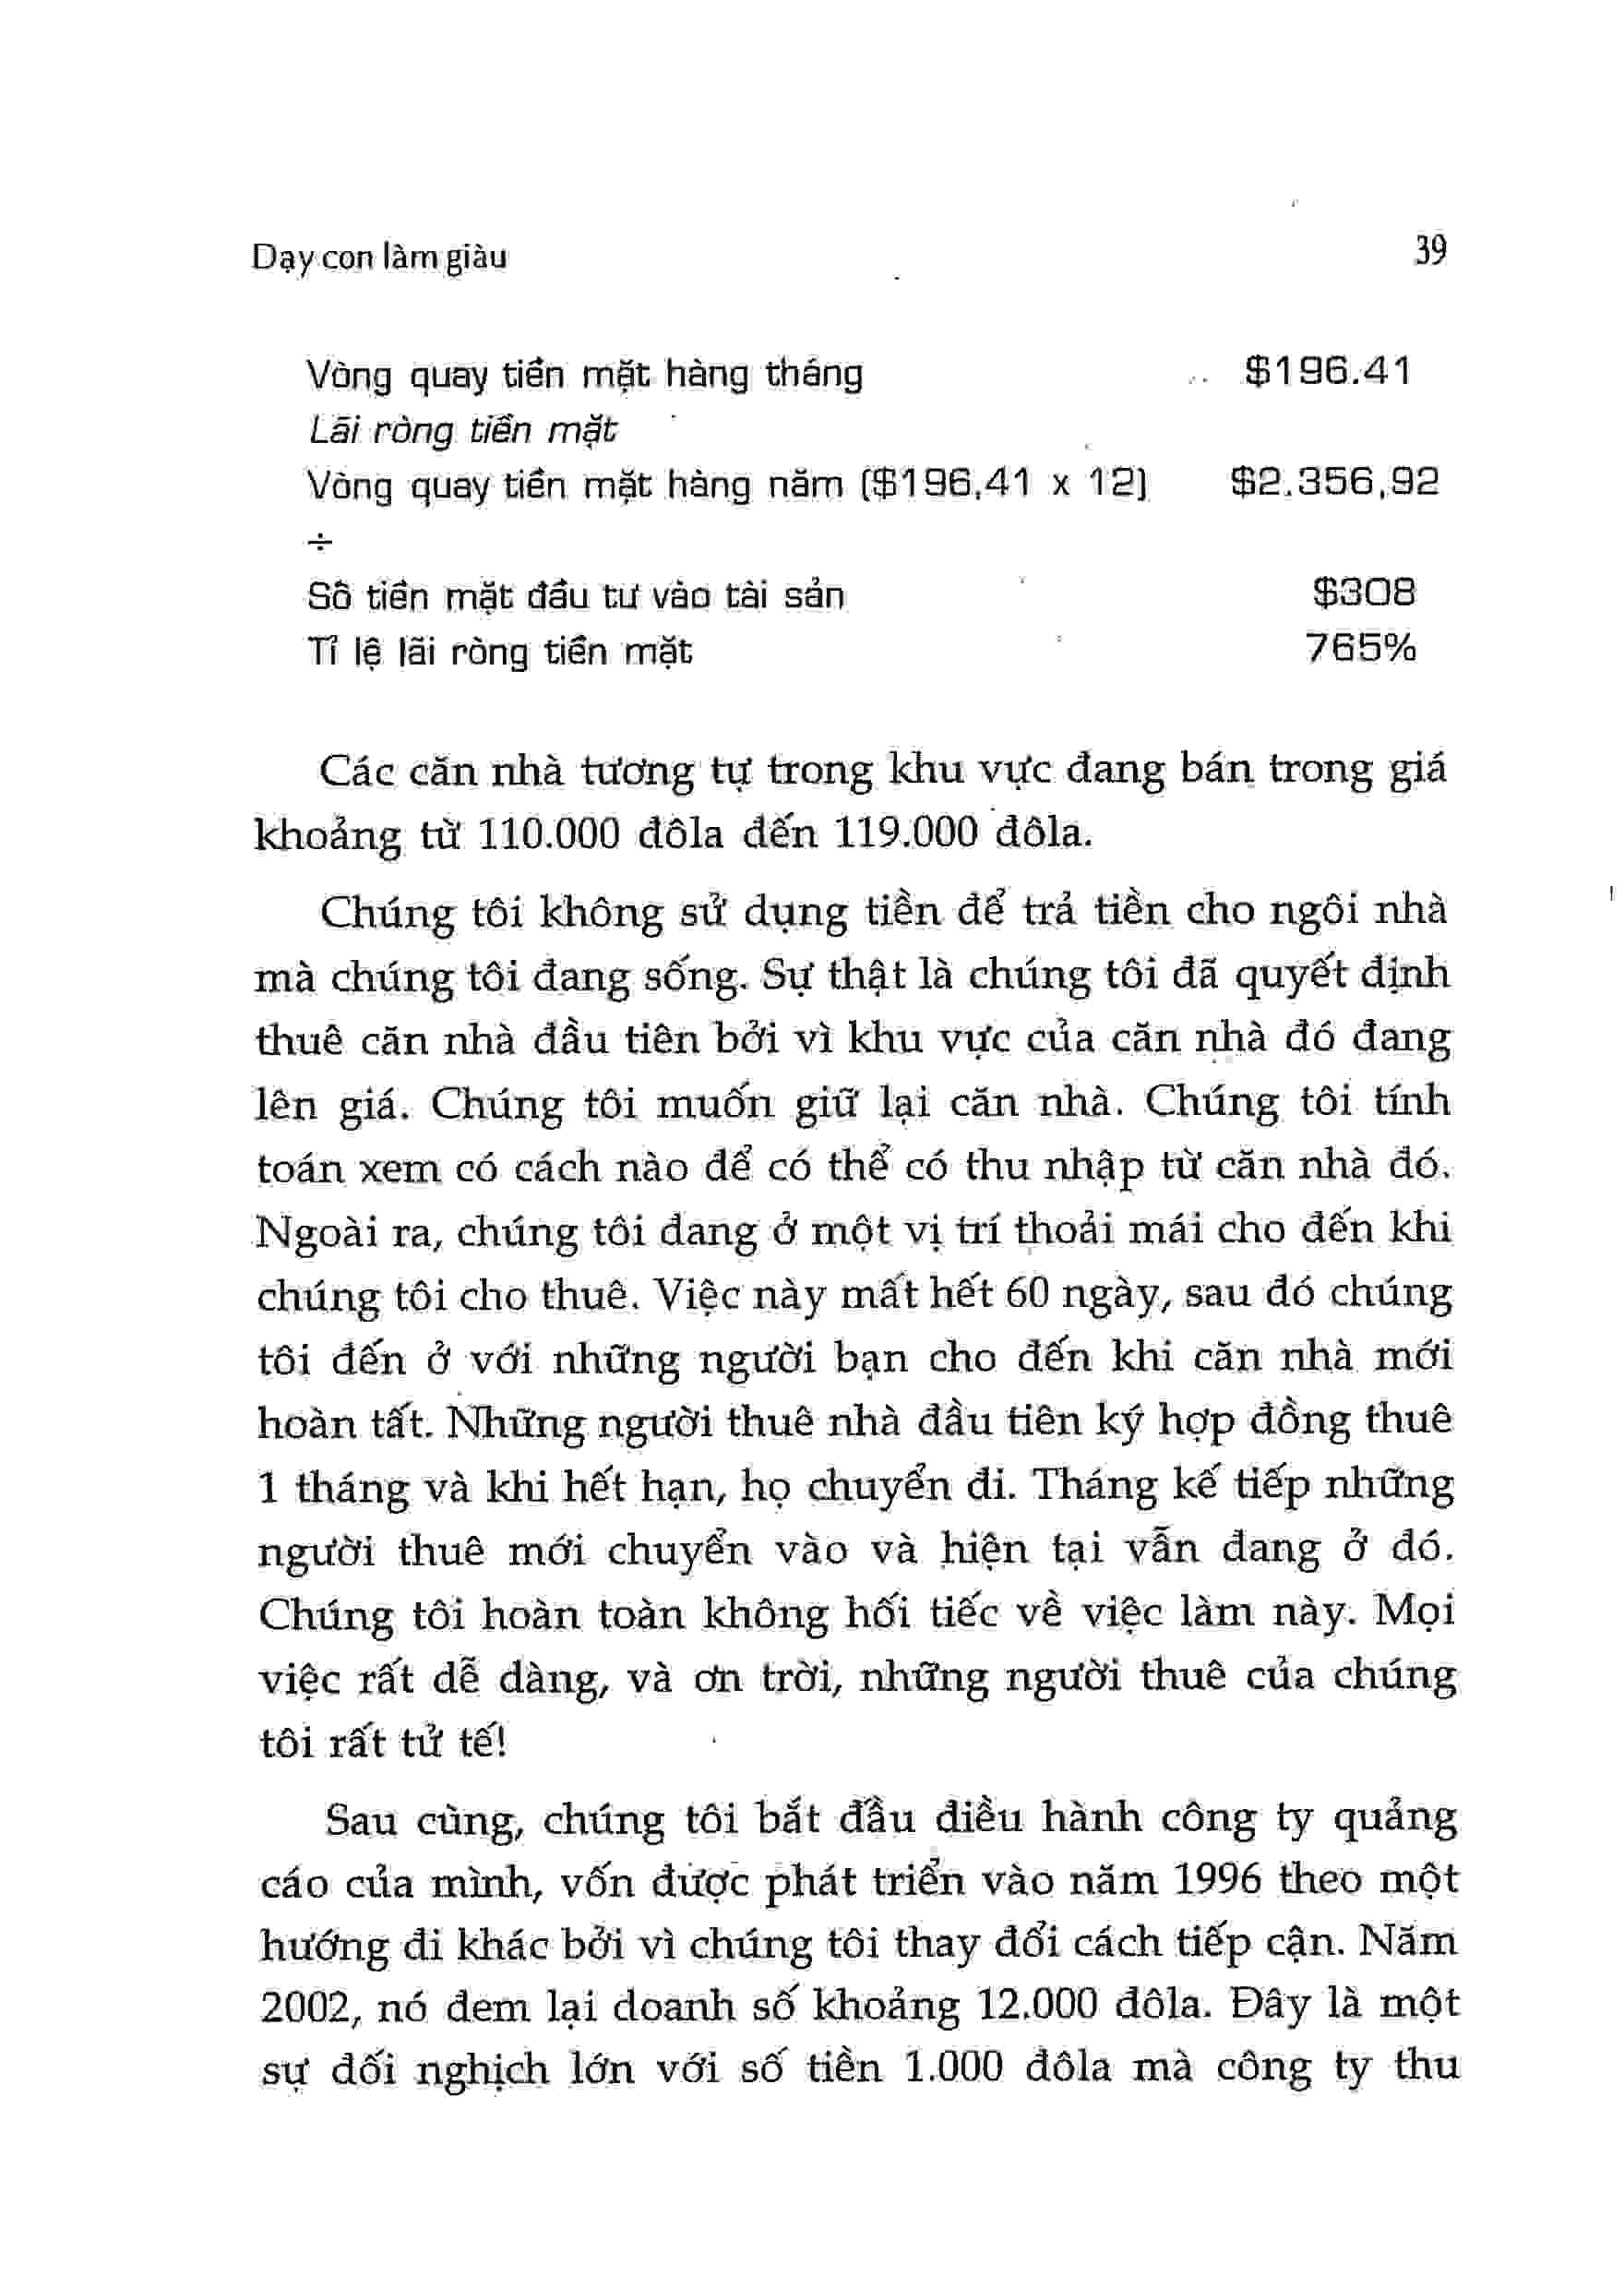 Dạy con làm giàu 39
Vòng quay tiền mặt hàng tháng $196.41
Lãi ròng tiền mặt
Vòng quay tiền mặt hàng năm ($196,41 x 12) $2.356,92
÷
Số tiền mặt đầu tư vào tài sản $308
Tỉ lệ lãi ròng tiền mặt 765%
Các căn nhà tương tự trong khu vực đang bán trong giá
khoảng từ 110.000 đôla đến 119.000 đôla.
Chúng tôi không sử dụng tiền để trả tiền cho ngôi nhà
mà chúng tôi đang sống. Sự thật là chúng tôi đã quyết định
thuê căn nhà đầu tiên bởi vì khu vực của căn nhà đó đang
lên giá. Chúng tôi muốn giữ lại căn nhà. Chúng tôi tính
toán xem có cách nào để có thể có thu nhập từ căn nhà đó.
Ngoài ra, chúng tôi đang ở một vị trí thoải mái cho đến khi
chúng tôi cho thuê. Việc này mất hết 60 ngày, sau đó chúng
tôi đến ở với những người bạn cho đến khi căn nhà mới
hoàn tất. Những người thuê nhà đầu tiên ký hợp đồng thuê
1 tháng và khi hết hạn, họ chuyển đi. Tháng kế tiếp những
người thuê mới chuyển vào và hiện tại vẫn đang ở đó.
Chúng tôi hoàn toàn không hối tiếc về việc làm này. Mọi
việc rất dễ dàng, và ơn trời, những người thuê của chúng
tôi rất tử tế!
Sau cùng, chúng tôi bắt đầu điều hành công ty quảng
cáo của mình, vốn được phát triển vào năm 1996 theo một
hướng đi khác bởi vì chúng tôi thay đổi cách tiếp cận. Năm
2002, nó đem lại doanh số khoảng 12.000 đôla. Đây là một
sự đối nghịch lớn với số tiền 1.000 đôla mà công ty thu